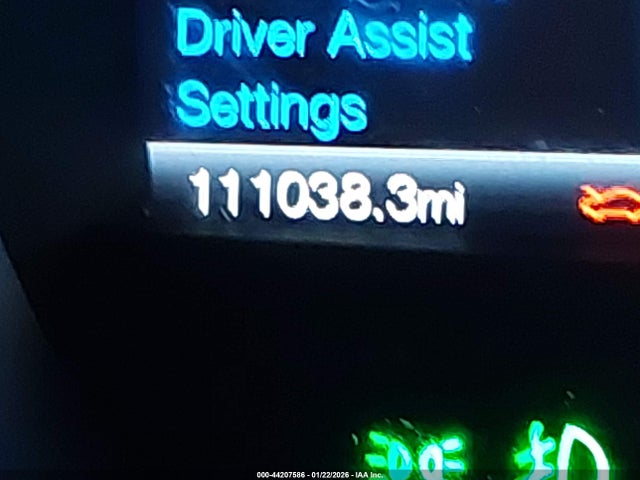 Driver Assist
Settings
111038.3mi
000-44207586 - 01/22/2026 - IAA Inc.